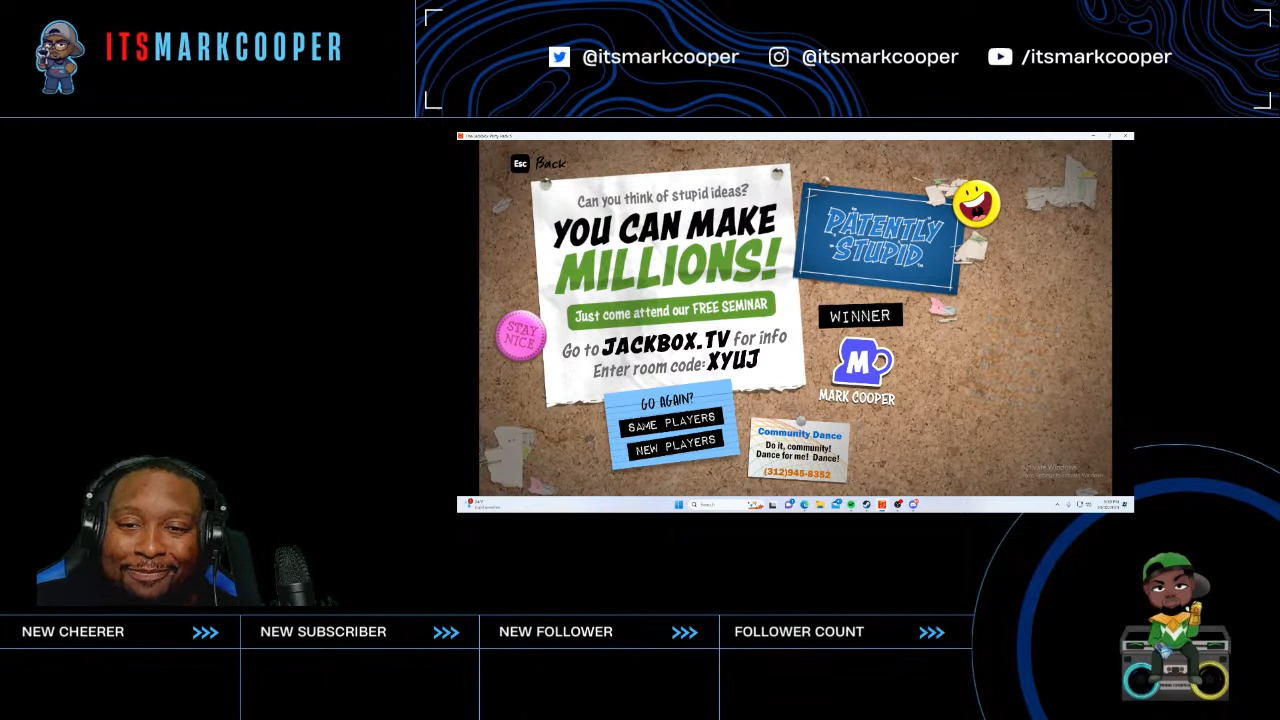 ITSMARKCOOPER
@itsmarkcooper
@itsmarkcooper
/itsmarkcooper
Esc Back
Can you think of stupid ideas?
YOU CAN MAKE
MILLIONS!
Just come attend our FREE SEMINAR
Go to JACKBOX.TV for info
Enter room code: XYUJ
PATENTLY
STUPID
STAY
NICE
WINNER
M
MARK COOPER
GO AGAIN?
SAME PLAYERS
NEW PLAYERS
Community Dance
Do it, community!
Dance for me! Dance!
(312)945-8352
Activate Windows
Search
NEW CHEERER
NEW SUBSCRIBER
NEW FOLLOWER
FOLLOWER COUNT